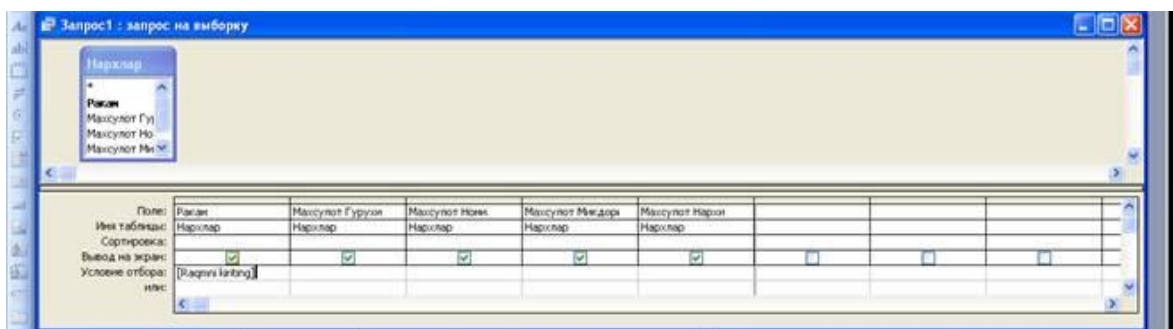 Запрос1 : запрос на выборку
Нархлар
*
Ракам
Махсулот Гур
Махсулот Но
Махсулот Ми
Поле: Ракам Махсулот Гурухи Махсулот Номи Махсулот Микдори Махсулот Нархи
Имя таблицы: Нархлар Нархлар Нархлар Нархлар Нархлар
Сортировка:
Вывод на экран:
Условие отбора: [Raqmni kiriting]
или: